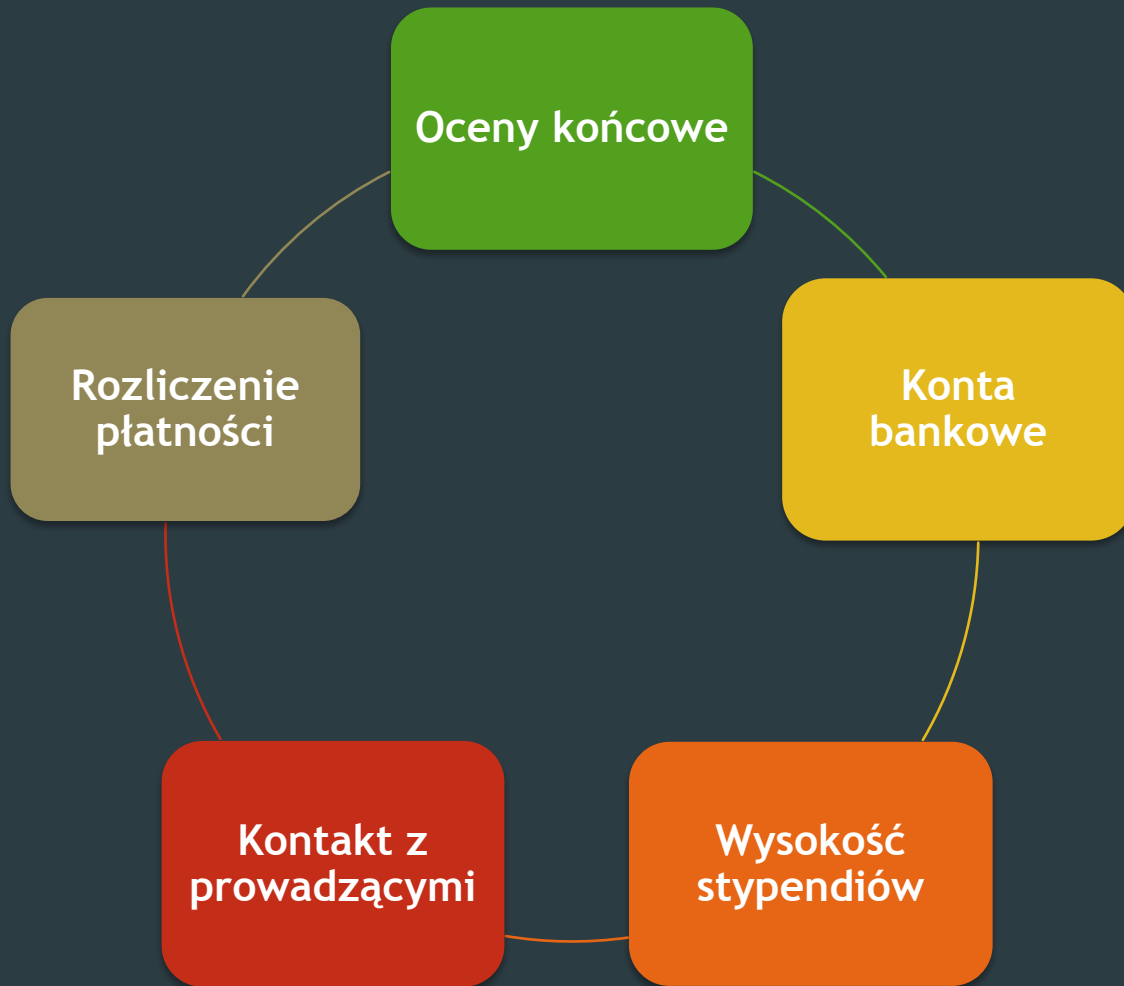 Oceny końcowe
Konta
bankowe
Wysokość
stypendiów
Kontakt z
prowadzącymi
Rozliczenie
płatności